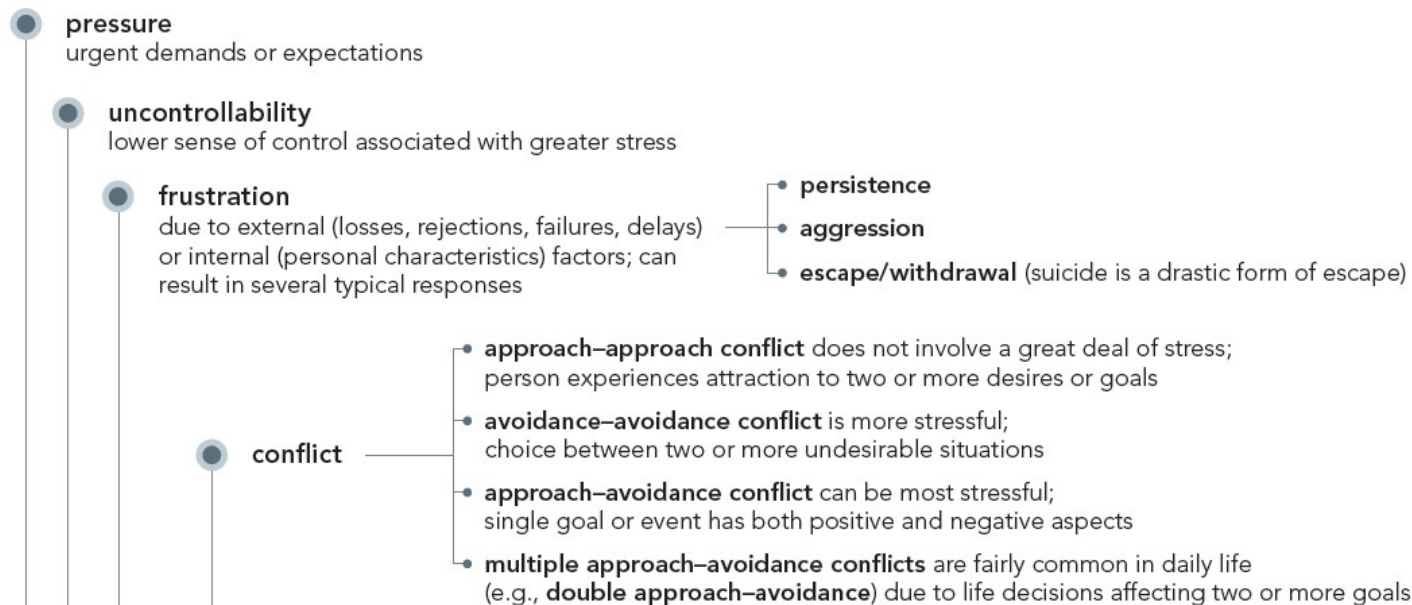 pressure
urgent demands or expectations
uncontrollability
lower sense of control associated with greater stress
frustration
due to external (losses, rejections, failures, delays)
or internal (personal characteristics) factors; can
result in several typical responses
persistence
aggression
escape/withdrawal (suicide is a drastic form of escape)
conflict
approach–approach conflict does not involve a great deal of stress;
person experiences attraction to two or more desires or goals
avoidance–avoidance conflict is more stressful;
choice between two or more undesirable situations
approach–avoidance conflict can be most stressful;
single goal or event has both positive and negative aspects
multiple approach–avoidance conflicts are fairly common in daily life
(e.g., double approach–avoidance) due to life decisions affecting two or more goals